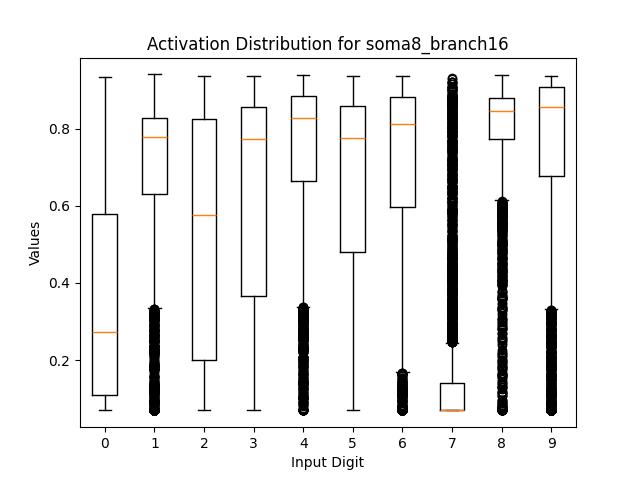 Activation Distribution for soma8_branch16
Values
0.8
0.6
0.4
0.2
0 1 2 3 4 5 6 7 8 9
Input Digit